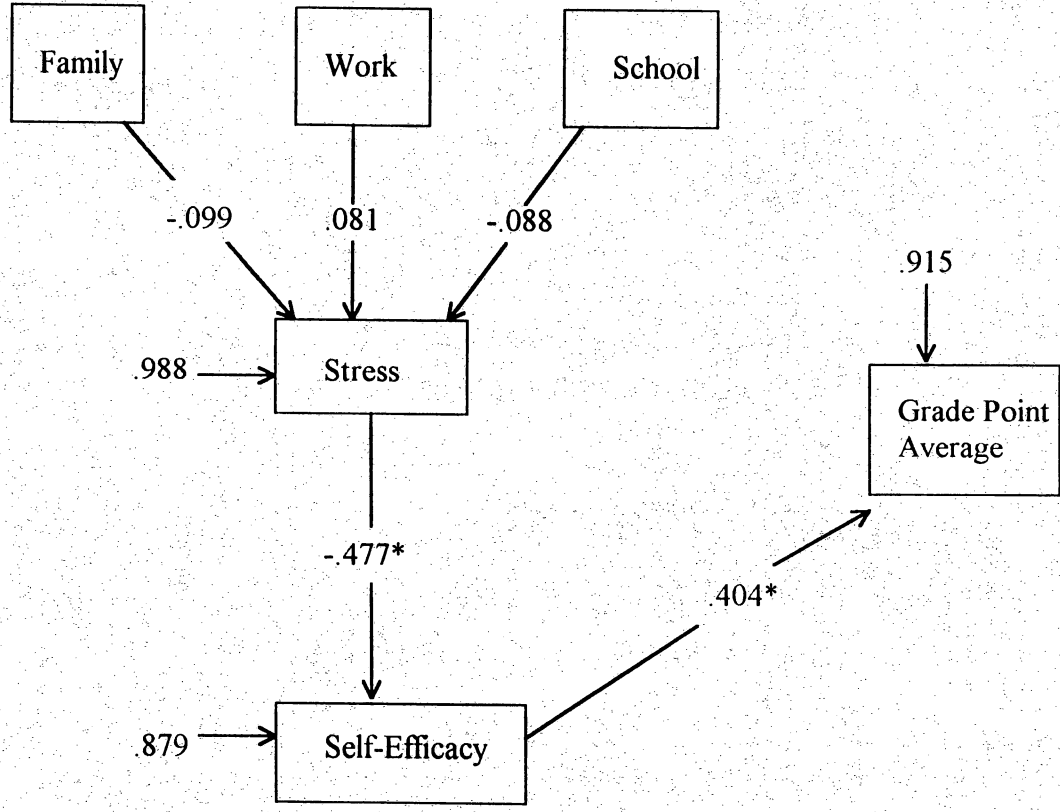 Family
Work
School
-.099
.081
-.088
.915
.988
Stress
Grade Point
Average
-.477*
.404*
.879
Self-Efficacy